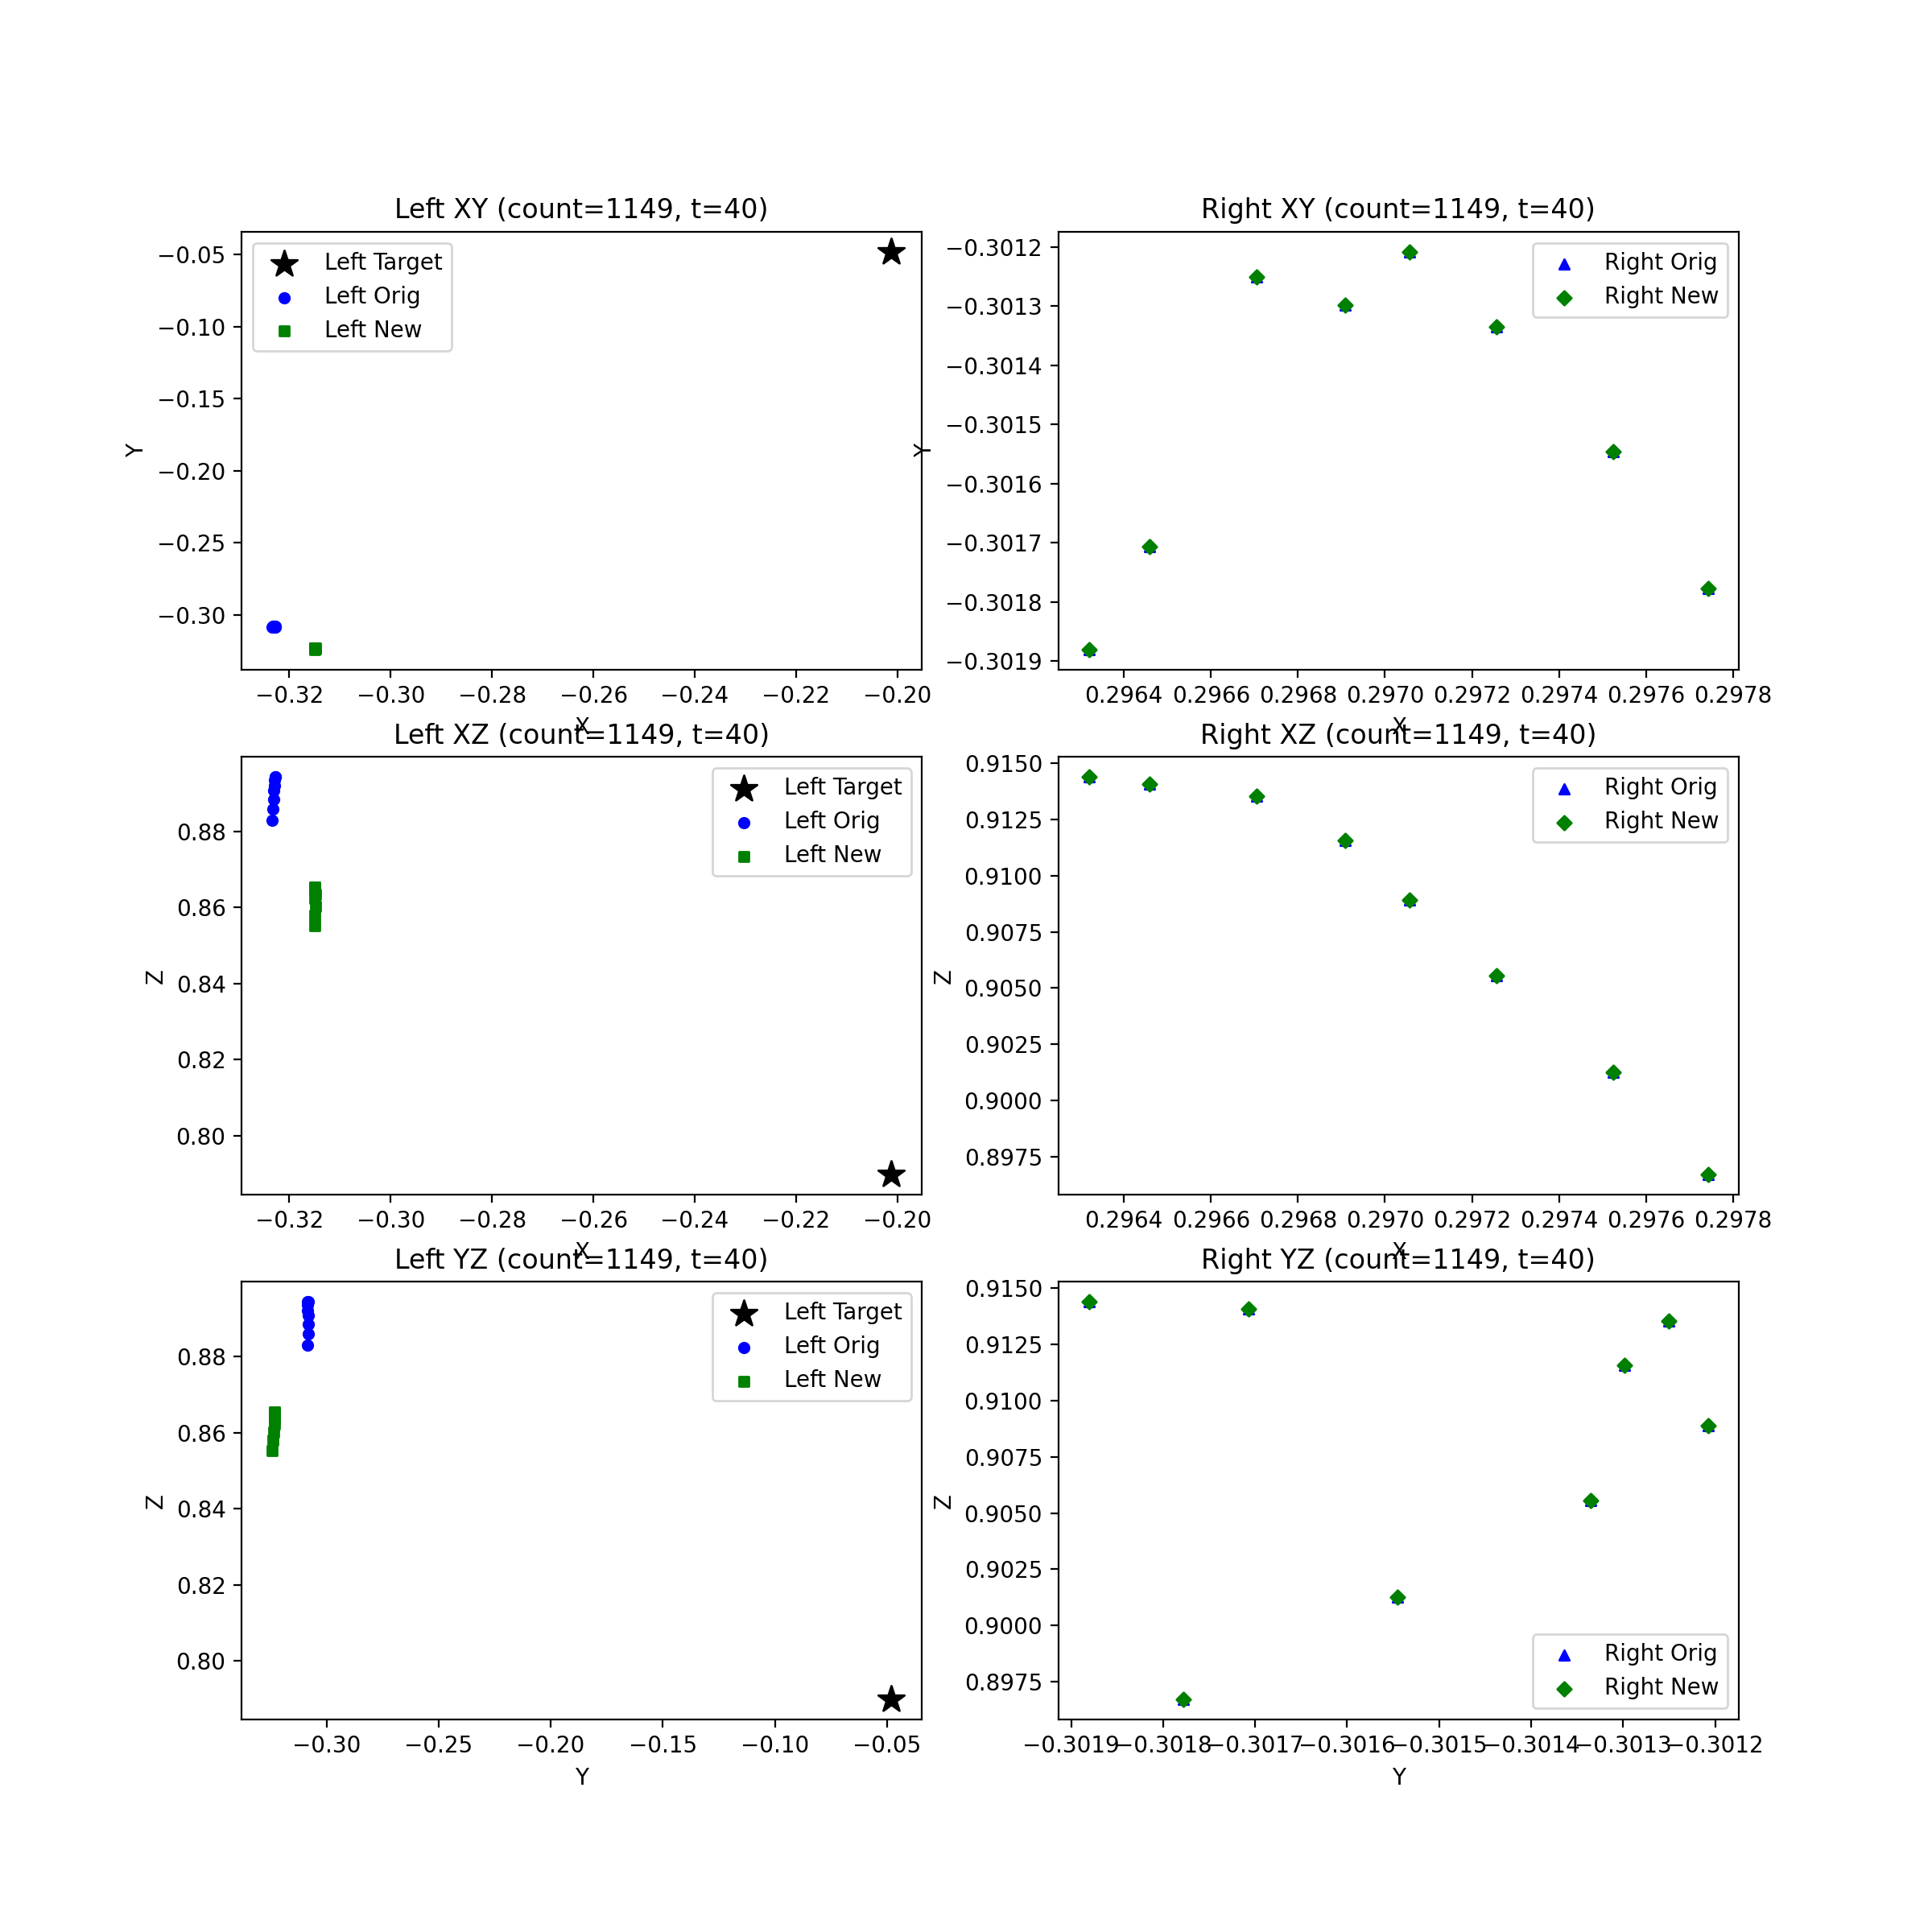 Left XY (count=1149, t=40)
−0.05
−0.10
−0.15
−0.20
−0.25
−0.30
Y
Left Target
Left Orig
Left New
−0.32 −0.30 −0.28 −0.26 −0.24 −0.22 −0.20
X
Right XY (count=1149, t=40)
−0.3012
−0.3013
−0.3014
−0.3015
−0.3016
−0.3017
−0.3018
−0.3019
Y
Right Orig
Right New
0.2964 0.2966 0.2968 0.2970 0.2972 0.2974 0.2976 0.2978
X
Left XZ (count=1149, t=40)
0.88
0.86
0.84
0.82
0.80
Z
Left Target
Left Orig
Left New
−0.32 −0.30 −0.28 −0.26 −0.24 −0.22 −0.20
X
Right XZ (count=1149, t=40)
0.9150
0.9125
0.9100
0.9075
0.9050
0.9025
0.9000
0.8975
Z
Right Orig
Right New
0.2964 0.2966 0.2968 0.2970 0.2972 0.2974 0.2976 0.2978
X
Left YZ (count=1149, t=40)
0.88
0.86
0.84
0.82
0.80
Z
Left Target
Left Orig
Left New
−0.30 −0.25 −0.20 −0.15 −0.10 −0.05
Y
Right YZ (count=1149, t=40)
0.9150
0.9125
0.9100
0.9075
0.9050
0.9025
0.9000
0.8975
Z
Right Orig
Right New
−0.3019 −0.3018 −0.3017 −0.3016 −0.3015 −0.3014 −0.3013 −0.3012
Y